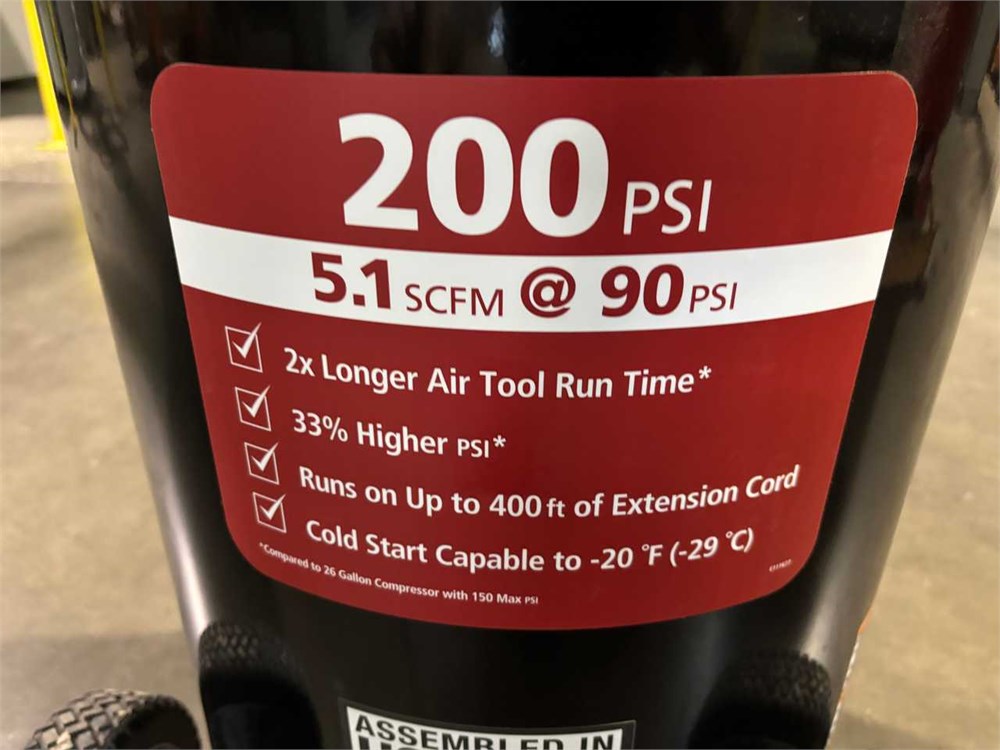 200 PSI
5.1 SCFM @ 90 PSI
2x Longer Air Tool Run Time*
33% Higher PSI*
Runs on Up to 400 ft of Extension Cord
Cold Start Capable to -20 °F (-29 °C)
*Compared to 26 Gallon Compressor with 150 Max PSI
ASSEMBLED IN